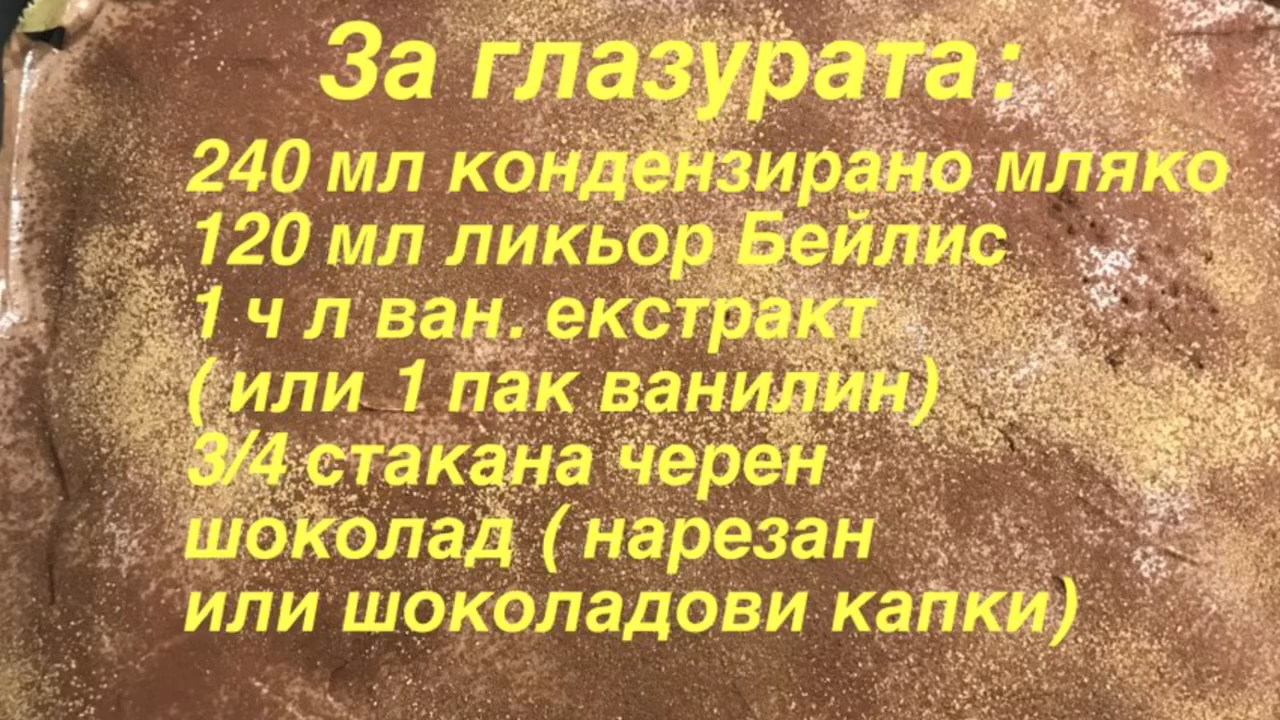 За глазурата:
240 мл кондензирано мляко
120 мл ликьор Бейлис
1 ч л ван. екстракт
( или 1 пак ванилин)
3/4 стакана черен
шоколад ( нарезан
или шоколадови капки)